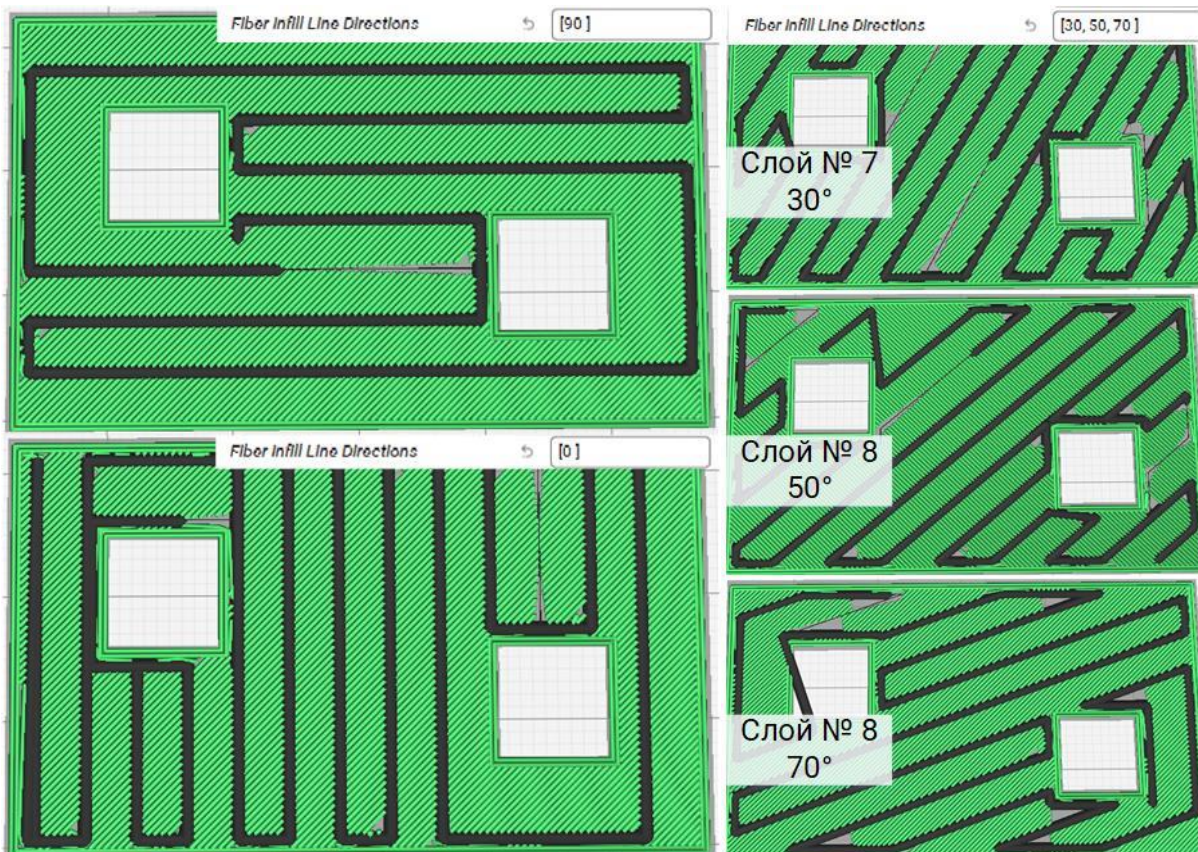 Fiber Infill Line Directions [90 ]
Fiber Infill Line Directions [0 ]
Fiber Infill Line Directions [30, 50, 70 ]
Слой № 7
30°
Слой № 8
50°
Слой № 8
70°